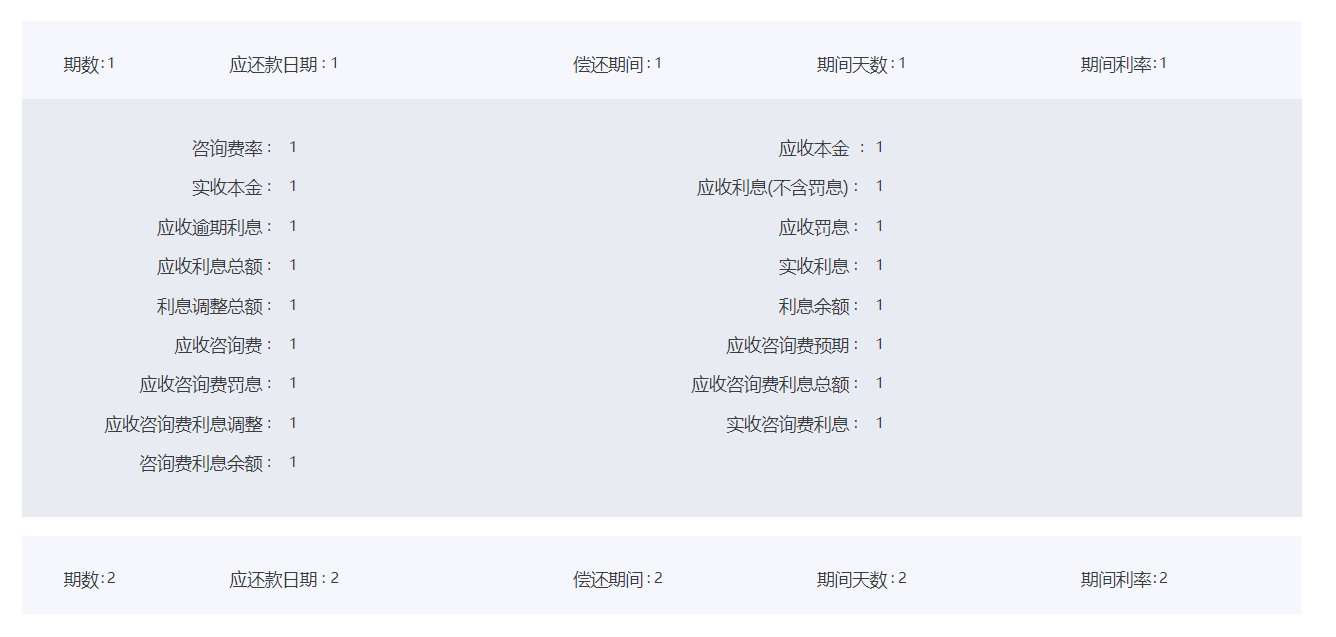 期数:1 应还款日期 : 1 偿还期间 : 1 期间天数 : 1 期间利率:1
咨询费率： 1 应收本金 ： 1
实收本金： 1 应收利息(不含罚息)： 1
应收逾期利息： 1 应收罚息： 1
应收利息总额： 1 实收利息： 1
利息调整总额： 1 利息余额： 1
应收咨询费： 1 应收咨询费预期： 1
应收咨询费罚息： 1 应收咨询费利息总额： 1
应收咨询费利息调整： 1 实收咨询费利息： 1
咨询费利息余额： 1
期数:2 应还款日期 : 2 偿还期间 : 2 期间天数 : 2 期间利率:2